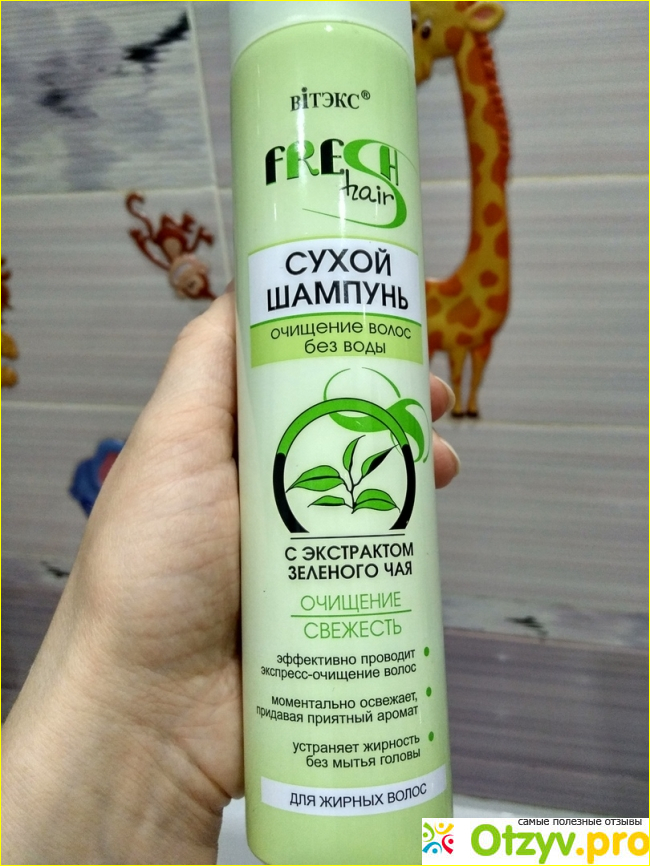 ВIТЭКС®
FRESH
hair
СУХОЙ
ШАМПУНЬ
ОЧИЩЕНИЕ ВОЛОС
БЕЗ ВОДЫ
С ЭКСТРАКТОМ
ЗЕЛЕНОГО ЧАЯ
ОЧИЩЕНИЕ
СВЕЖЕСТЬ
эффективно проводит
экспресс-очищение волос
моментально освежает,
придавая приятный аромат
устраняет жирность
без мытья головы
ДЛЯ ЖИРНЫХ ВОЛОС
самые полезные отзывы
Otzyv.pro